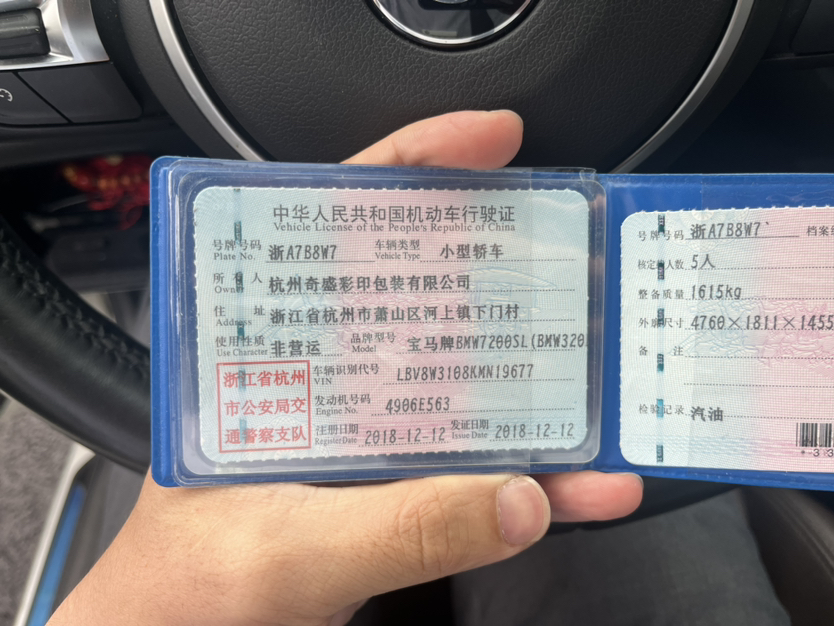 中华人民共和国机动车行驶证
Vehicle License of the People's Republic of China
号牌号码 浙A7B8W7 车辆类型 小型轿车
Plate No. Vehicle Type
所有人 杭州奇盛彩印包装有限公司
Owner
住址 浙江省杭州市萧山区河上镇下门村
Address
使用性质 非营运 品牌型号 宝马牌BMW7200SL(BMW320
Use Character Model
浙江省杭州
市公安局交
通警察支队
车辆识别代号 LBV8W3108KMN19677
VIN
发动机号码 4906E563
Engine No.
注册日期 2018-12-12 发证日期 2018-12-12
Register Date Issue Date
号牌号码 浙A7B8W7 档案编
核定人数 5人
整备质量 1615kg
外廓尺寸 4760×1811×1455
备注
检验记录 汽油